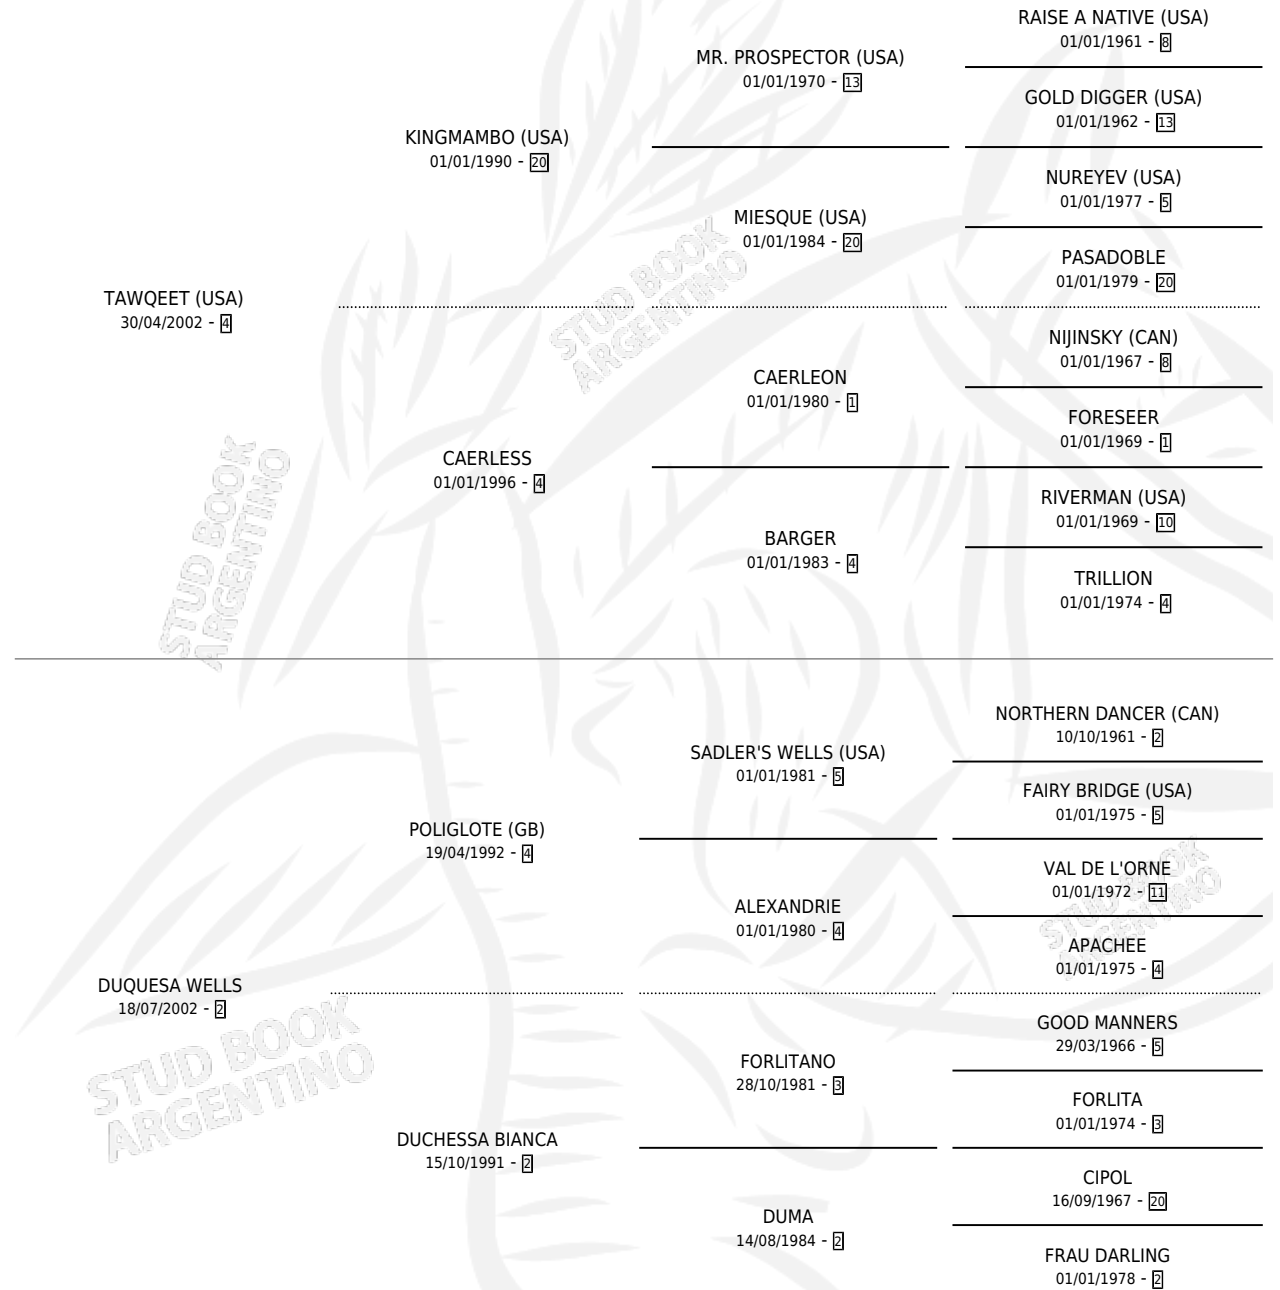 RAISE A NATIVE (USA)
01/01/1961 - 8
MR. PROSPECTOR (USA)
01/01/1970 - 13
GOLD DIGGER (USA)
01/01/1962 - 13
KINGMAMBO (USA)
01/01/1990 - 20
NUREYEV (USA)
01/01/1977 - 5
MIESQUE (USA)
01/01/1984 - 20
PASADOBLE
01/01/1979 - 20
TAWQEET (USA)
30/04/2002 - 4
STUD BOOK
ARGENTINO
NIJINSKY (CAN)
01/01/1967 - 8
CAERLEON
01/01/1980 - 1
FORESEER
01/01/1969 - 1
CAERLESS
01/01/1996 - 4
RIVERMAN (USA)
01/01/1969 - 10
BARGER
01/01/1983 - 4
TRILLION
01/01/1974 - 4
STUD BOOK
ARGENTINO
NORTHERN DANCER (CAN)
10/10/1961 - 2
SADLER'S WELLS (USA)
01/01/1981 - 5
FAIRY BRIDGE (USA)
01/01/1975 - 5
POLIGLOTE (GB)
19/04/1992 - 4
VAL DE L'ORNE
01/01/1972 - 11
ALEXANDRIE
01/01/1980 - 4
APACHEE
01/01/1975 - 4
STUD BOOK
ARGENTINO
DUQUESA WELLS
18/07/2002 - 2
GOOD MANNERS
29/03/1966 - 5
FORLITANO
28/10/1981 - 3
FORLITA
01/01/1974 - 3
STUD BOOK
ARGENTINO
DUCHESSA BIANCA
15/10/1991 - 2
CIPOL
16/09/1967 - 20
DUMA
14/08/1984 - 2
FRAU DARLING
01/01/1978 - 2